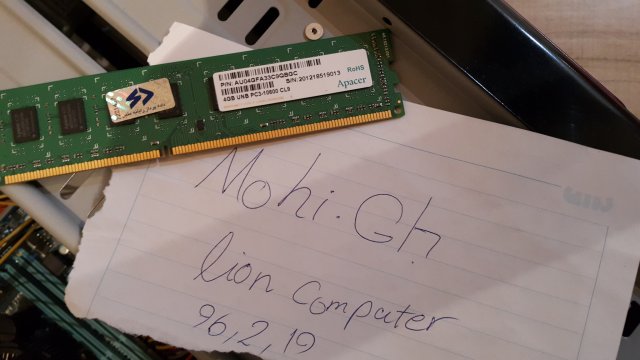 P/N: AU04GFA33C9QBGC
S/N: 201219519013
4GB UNB PC3-10600 CL9
RoHS
Apacer
Mohi.Gh
lion computer
96,2,19